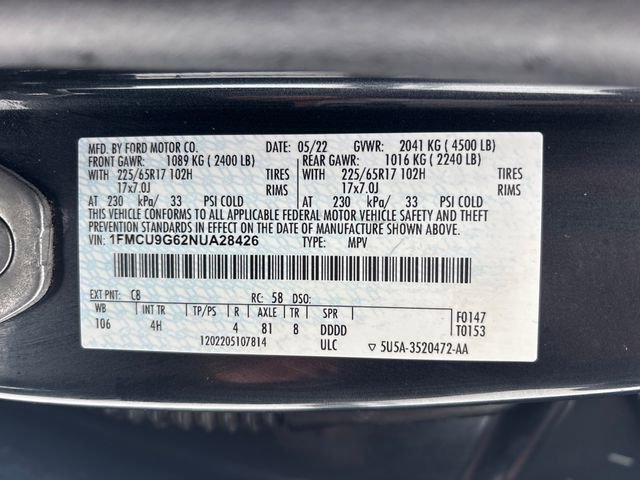 MFD. BY FORD MOTOR CO. DATE: 05/22 GVWR: 2041 KG ( 4500 LB)
FRONT GAWR: 1089 KG ( 2400 LB) REAR GAWR: 1016 KG ( 2240 LB)
WITH 225/65R17 102H TIRES WITH 225/65R17 102H TIRES
17x7.0J RIMS 17x7.0J RIMS
AT 230 kPa/ 33 PSI COLD AT 230 kPa/ 33 PSI COLD
THIS VEHICLE CONFORMS TO ALL APPLICABLE FEDERAL MOTOR VEHICLE SAFETY AND THEFT
PREVENTION STANDARDS IN EFFECT ON THE DATE OF MANUFACTURE SHOWN ABOVE.
VIN: 1FMCU9G62NUA28426 TYPE: MPV
EXT PNT: C8 RC: 58 DSO:
WB INT TR TP/PS R AXLE TR SPR F0147
106 4H 4 81 8 DDDD T0153
1202205107814 ULC ▽ 5U5A-3520472-AA